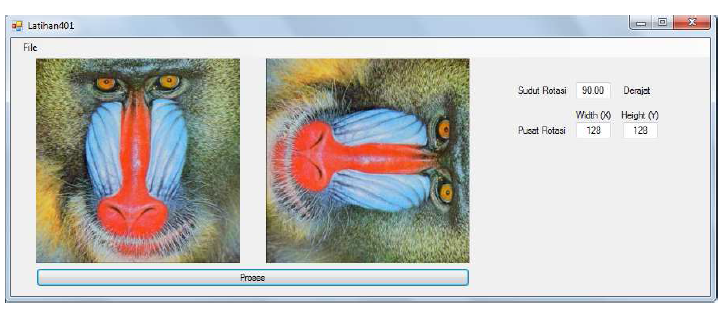 Latihan401
File
Sudut Rotasi 90.00 Derajat
Width (X) Height (Y)
Pusat Rotasi 128 128
Proses